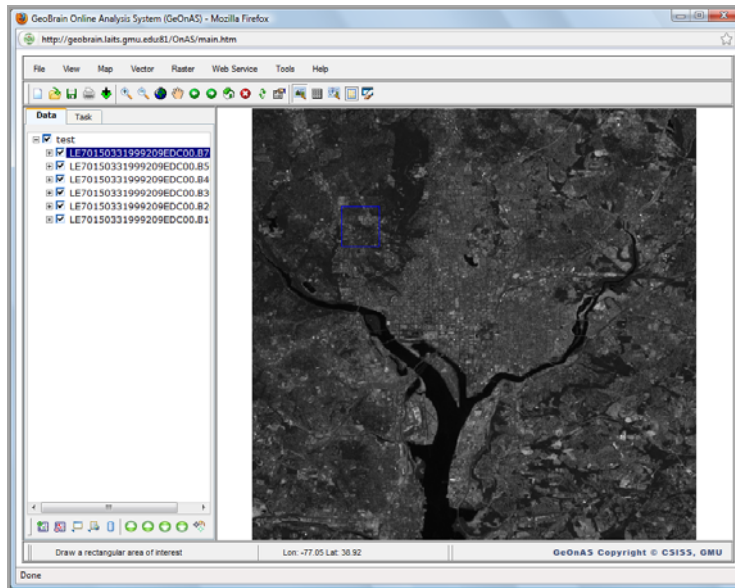 GeoBrain Online Analysis System (GeOnAS) - Mozilla Firefox
http://geobrain.laits.gmu.edu:81/OnAS/main.htm
File View Map Vector Raster Web Service Tools Help
Data Task
test
LE70150331999209EDC00.B7
LE70150331999209EDC00.B5
LE70150331999209EDC00.B4
LE70150331999209EDC00.B3
LE70150331999209EDC00.B2
LE70150331999209EDC00.B1
Draw a rectangular area of interest Lon: -77.05 Lat: 38.92 GeOnAS Copyright © CSISS, GMU
Done